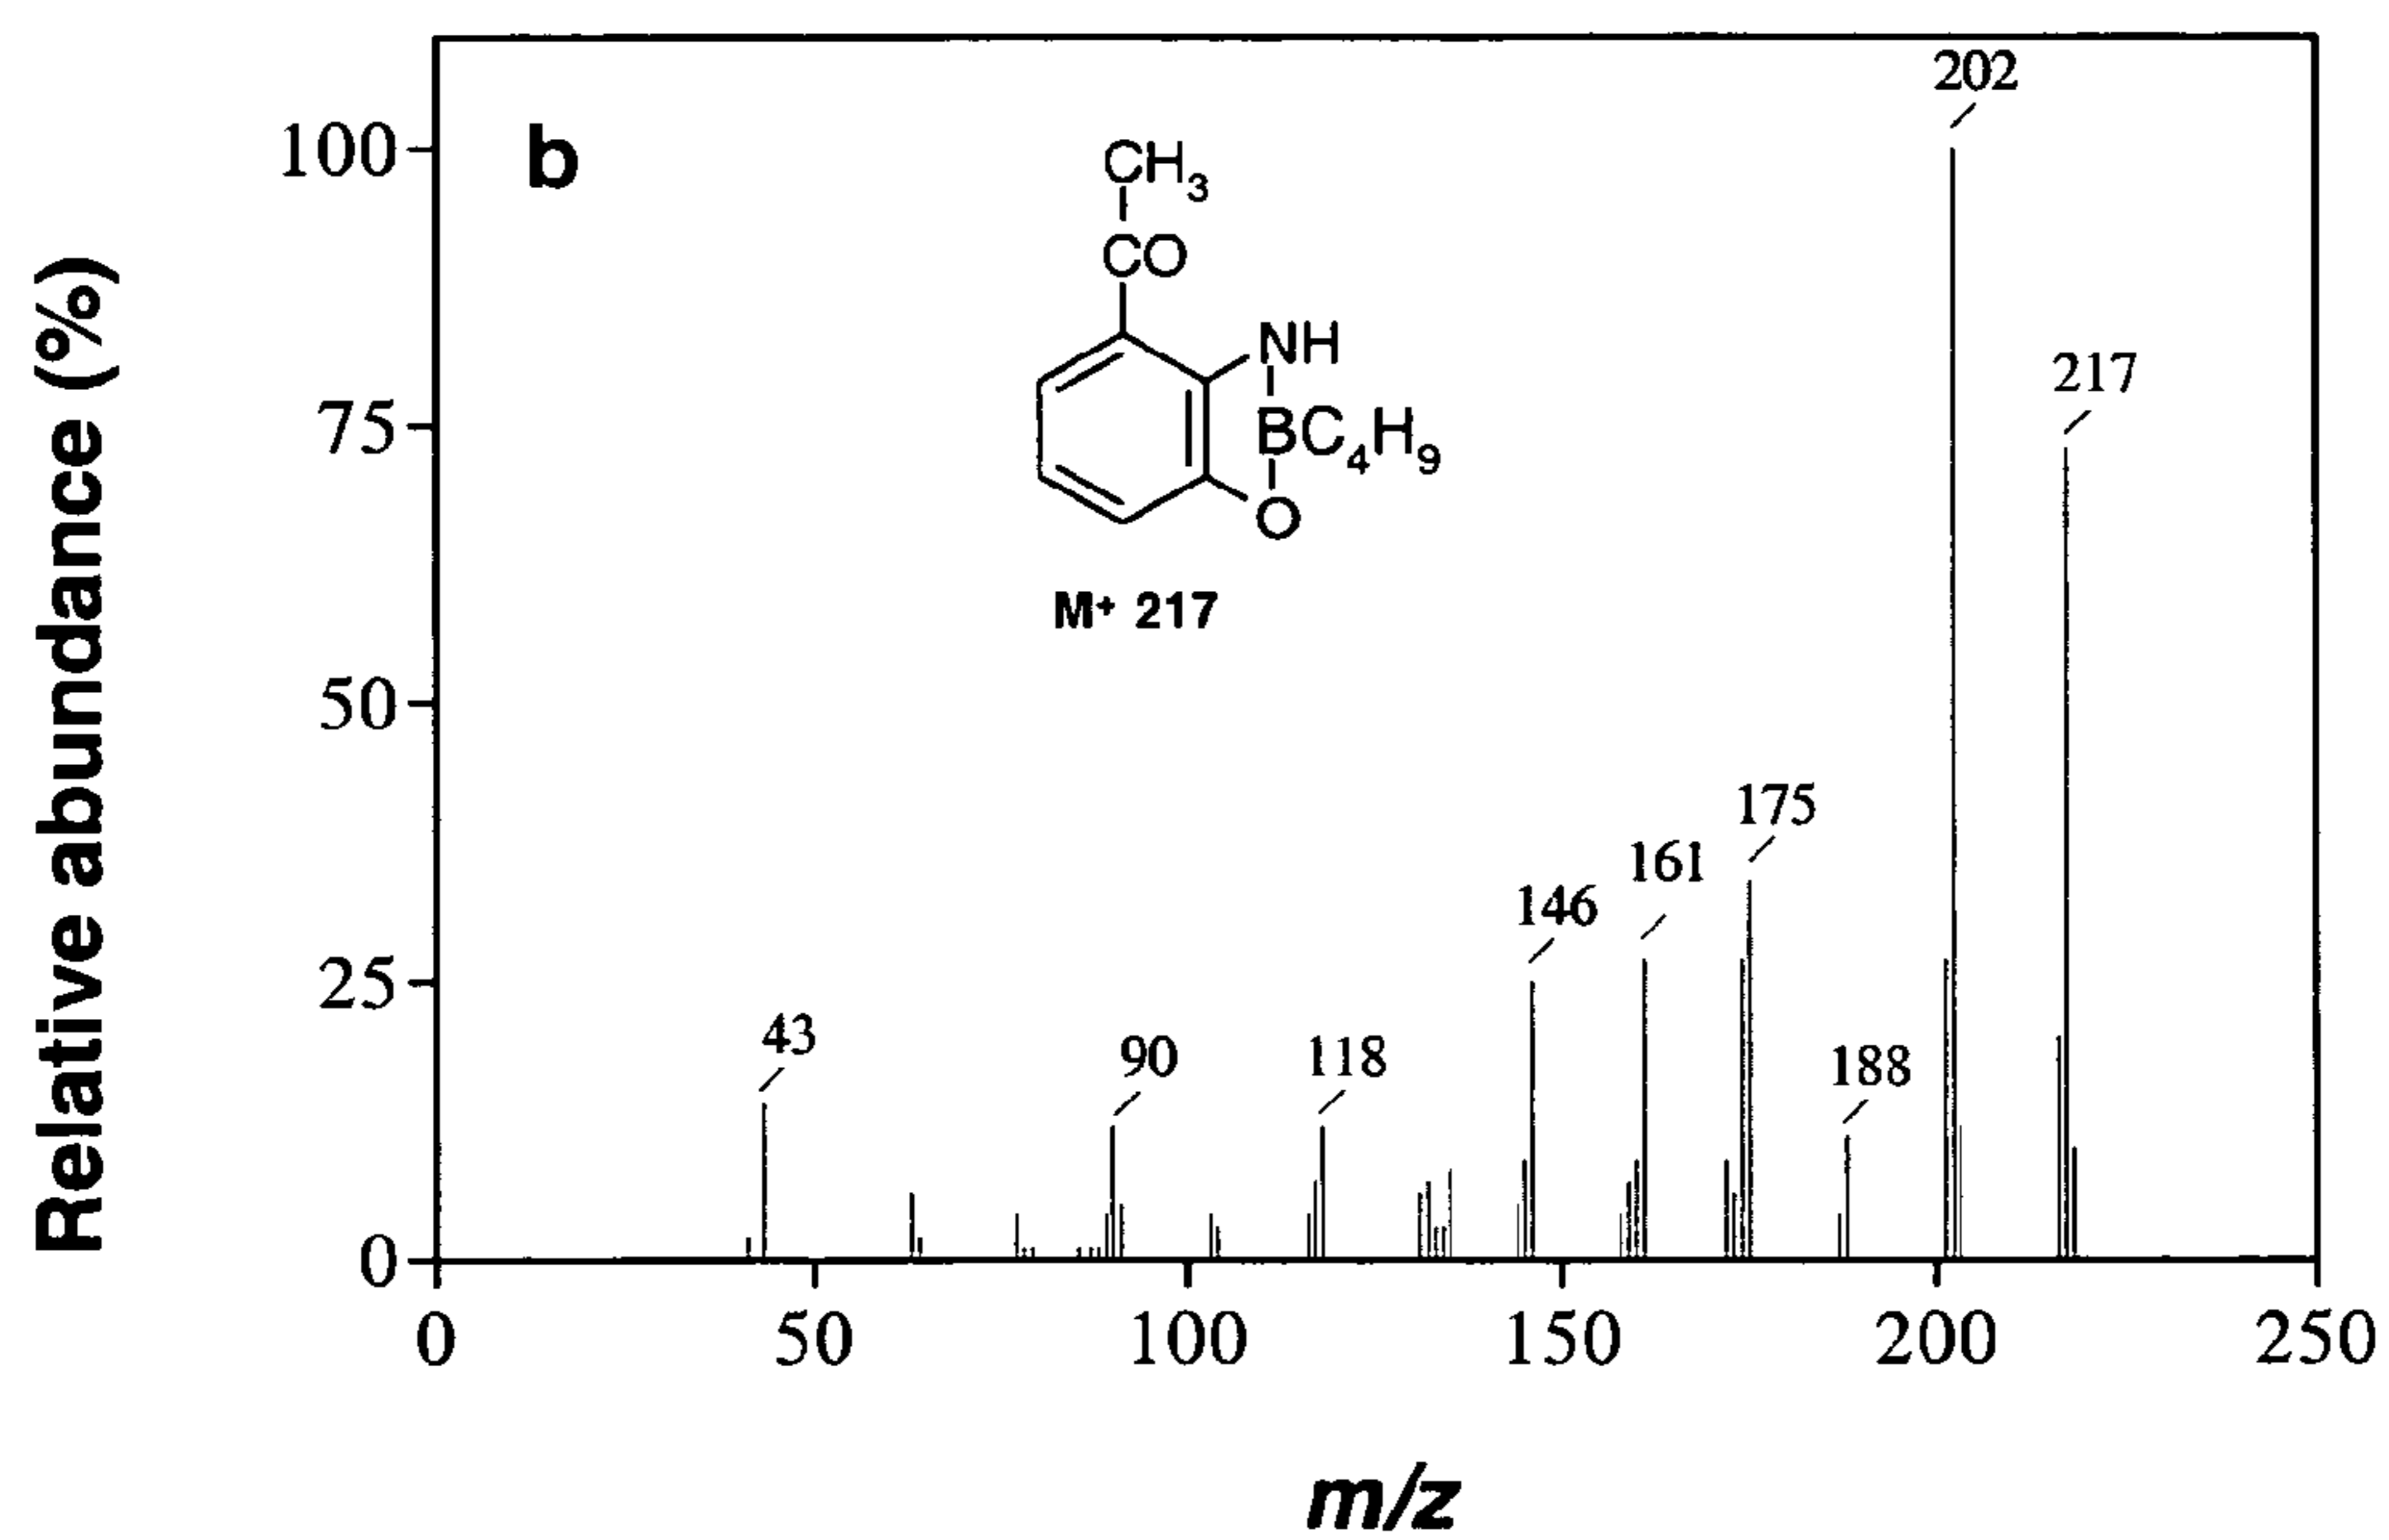 b
Relative abundance (%)
100
75
50
25
0
CH3
CO
NH
BC4H9
O
M+ 217
43
90
118
146
161
175
188
202
217
0 50 100 150 200 250
m/z